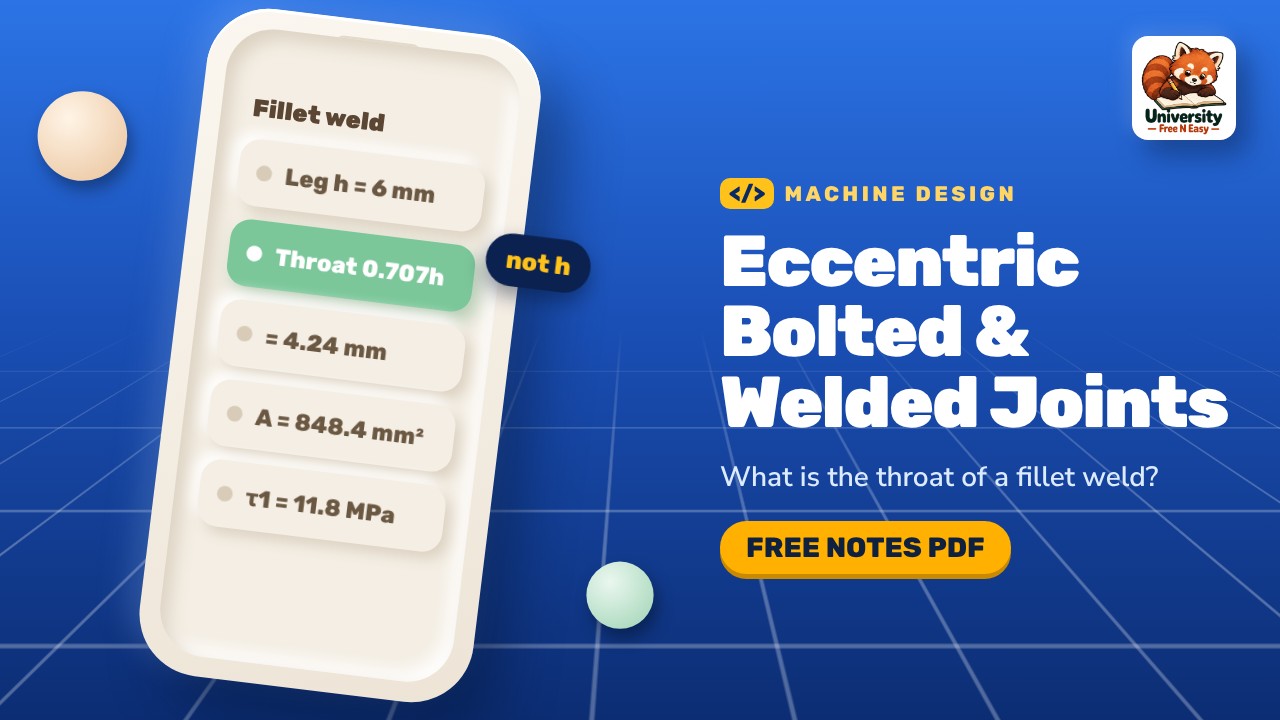 Fillet weld
Leg h = 6 mm
Throat 0.707h
not h
= 4.24 mm
A = 848.4 mm²
τ1 = 11.8 MPa
University
Free N Easy
</> MACHINE DESIGN
Eccentric
Bolted &
Welded Joints
What is the throat of a fillet weld?
FREE NOTES PDF